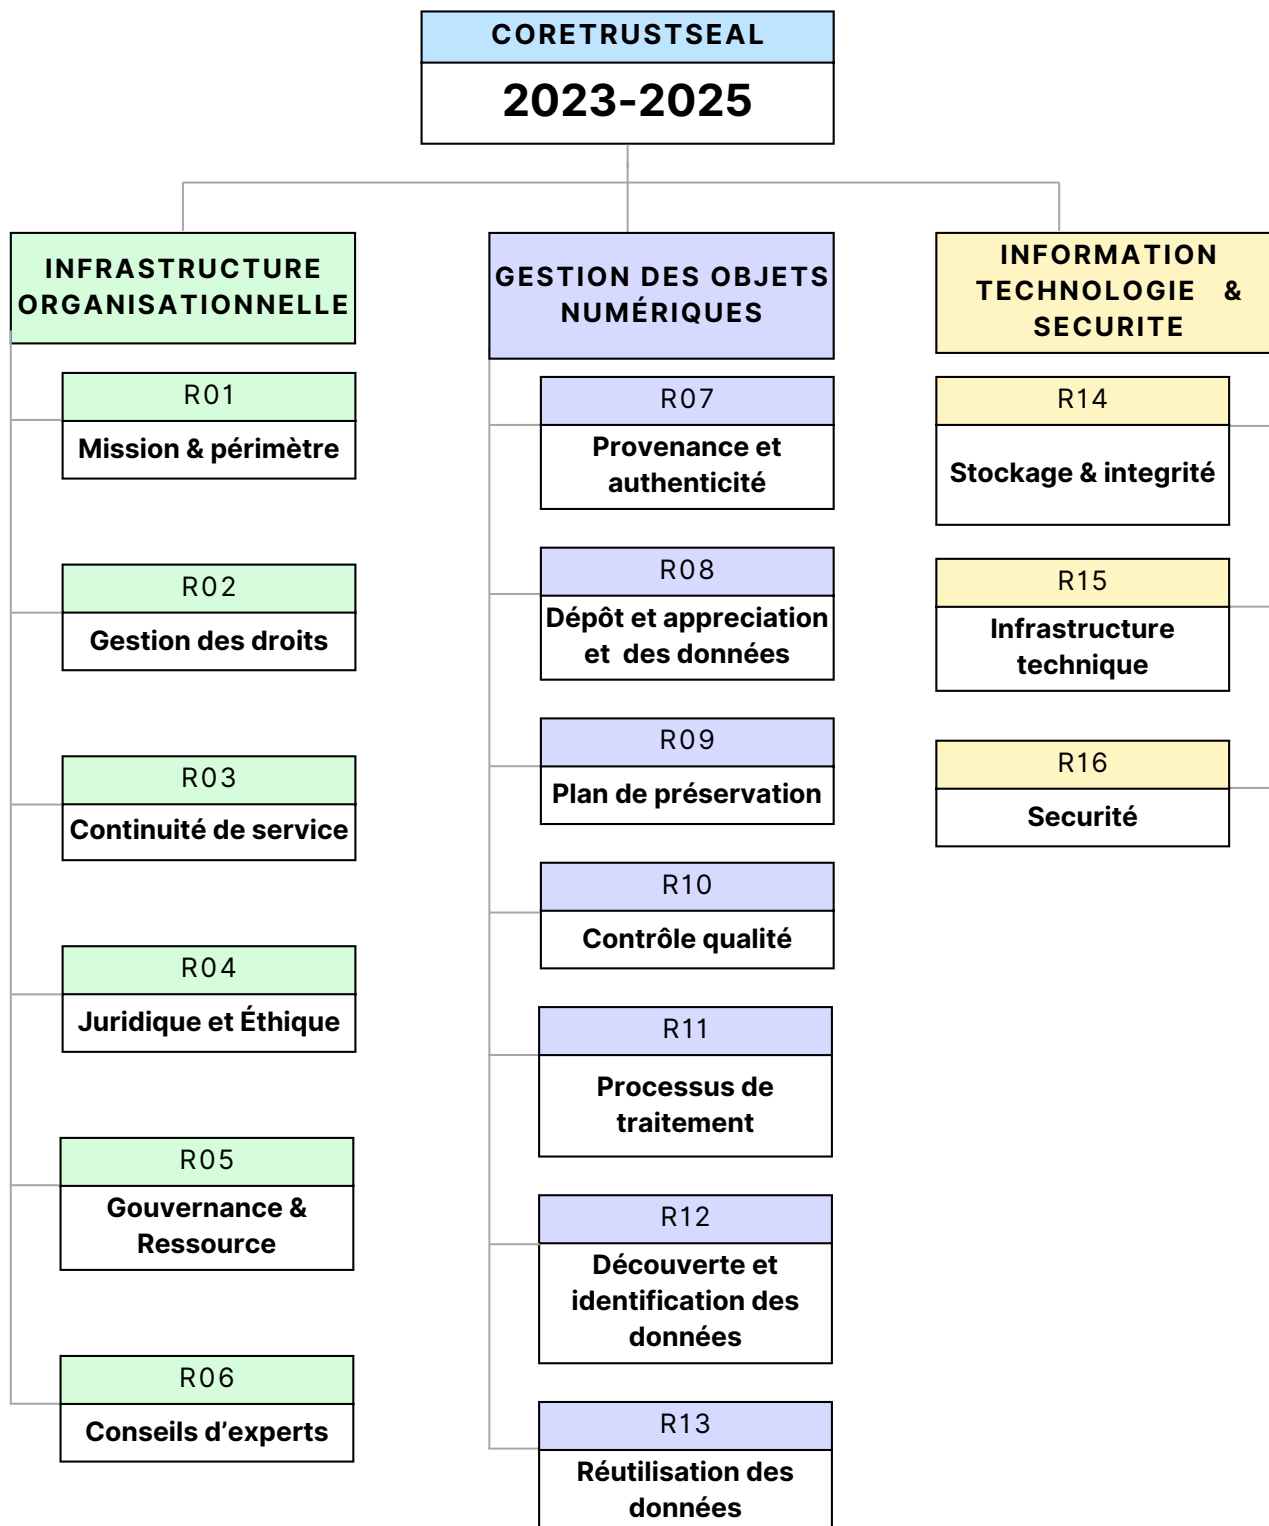 CORETRUSTSEAL
2023-2025
INFRASTRUCTURE
ORGANISATIONNELLE
R01
Mission & périmètre
R02
Gestion des droits
R03
Continuité de service
R04
Juridique et Éthique
R05
Gouvernance &
Ressource
R06
Conseils d’experts
GESTION DES OBJETS
NUMÉRIQUES
R07
Provenance et
authenticité
R08
Dépôt et appreciation
et des données
R09
Plan de préservation
R10
Contrôle qualité
R11
Processus de
traitement
R12
Découverte et
identification des
données
R13
Réutilisation des
données
INFORMATION
TECHNOLOGIE &
SECURITE
R14
Stockage & integrité
R15
Infrastructure
technique
R16
Securité